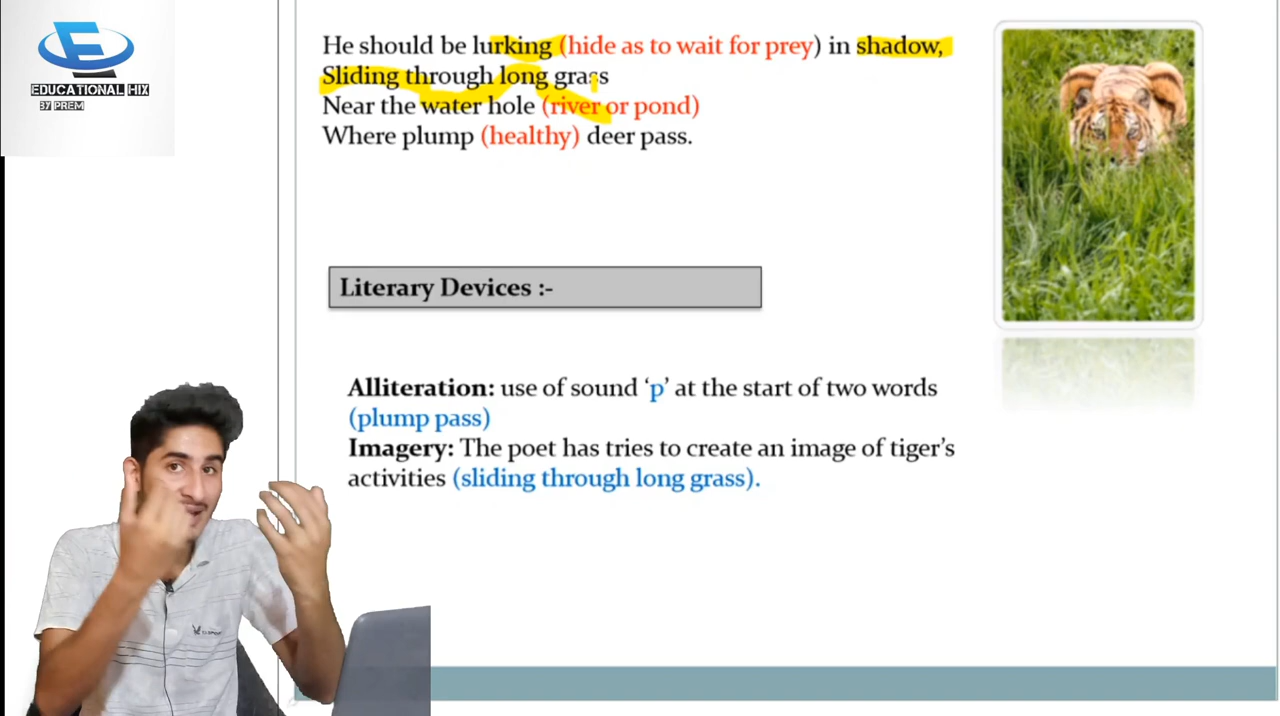 He should be lurking (hide as to wait for prey) in shadow,
Sliding through long grass
Near the water hole (river or pond)
Where plump (healthy) deer pass.
EDUCATIONAL HIX
BY PREM
Literary Devices :-
Alliteration: use of sound ‘p’ at the start of two words
(plump pass)
Imagery: The poet has tries to create an image of tiger’s
activities (sliding through long grass).